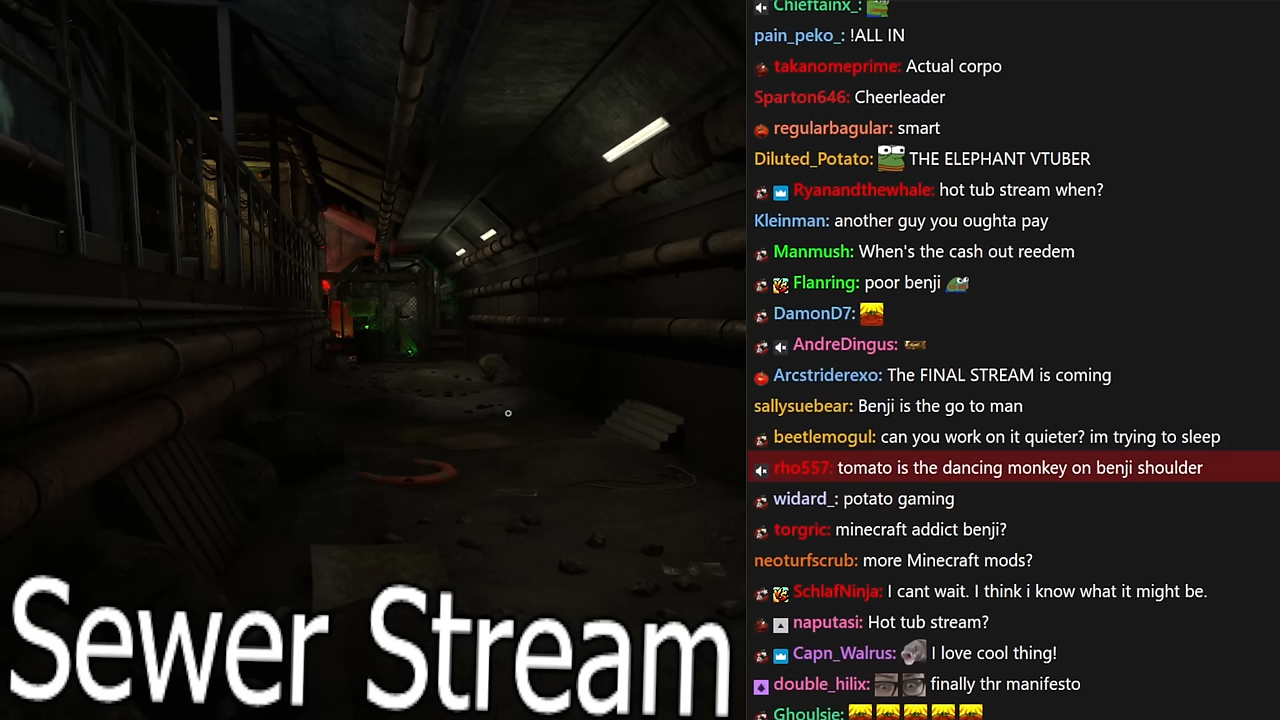 Chieftainx_:
pain_peko_: !ALL IN
takanomeprime: Actual corpo
Sparton646: Cheerleader
regularbagular: smart
Diluted_Potato: THE ELEPHANT VTUBER
Ryanandthewhale: hot tub stream when?
Kleinman: another guy you oughta pay
Manmush: When's the cash out reedem
Flanring: poor benji
DamonD7:
AndreDingus:
Arcstriderexo: The FINAL STREAM is coming
sallysuebear: Benji is the go to man
beetlemogul: can you work on it quieter? im trying to sleep
rho557: tomato is the dancing monkey on benji shoulder
widard_: potato gaming
torgric: minecraft addict benji?
neoturfscrub: more Minecraft mods?
SchlafNinja: I cant wait. I think i know what it might be.
naputasi: Hot tub stream?
Capn_Walrus: I love cool thing!
double_hilix: finally thr manifesto
Ghoulsie:
Sewer Stream